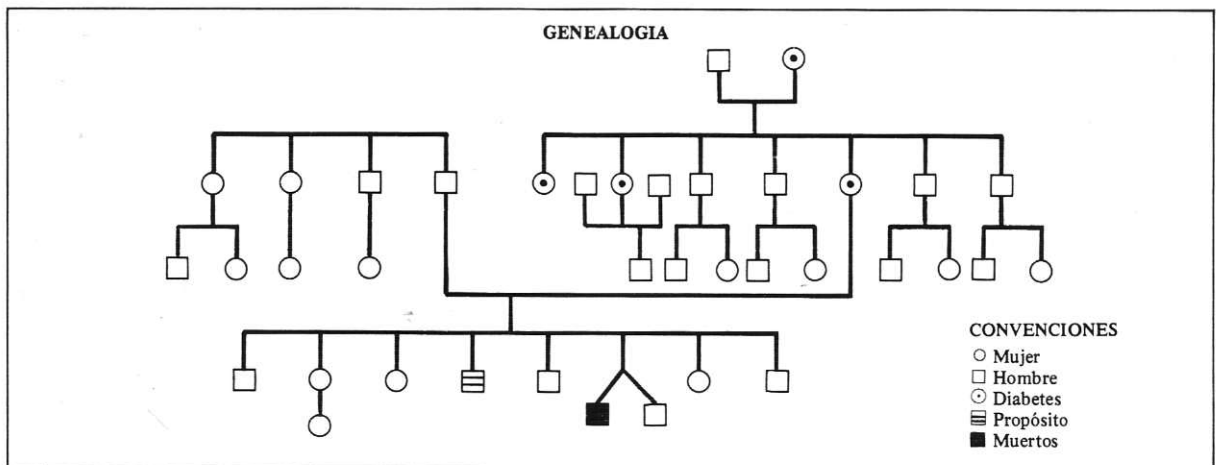 GENEALOGIA
CONVENCIONES
Mujer
Hombre
Diabetes
Propósito
Muertos